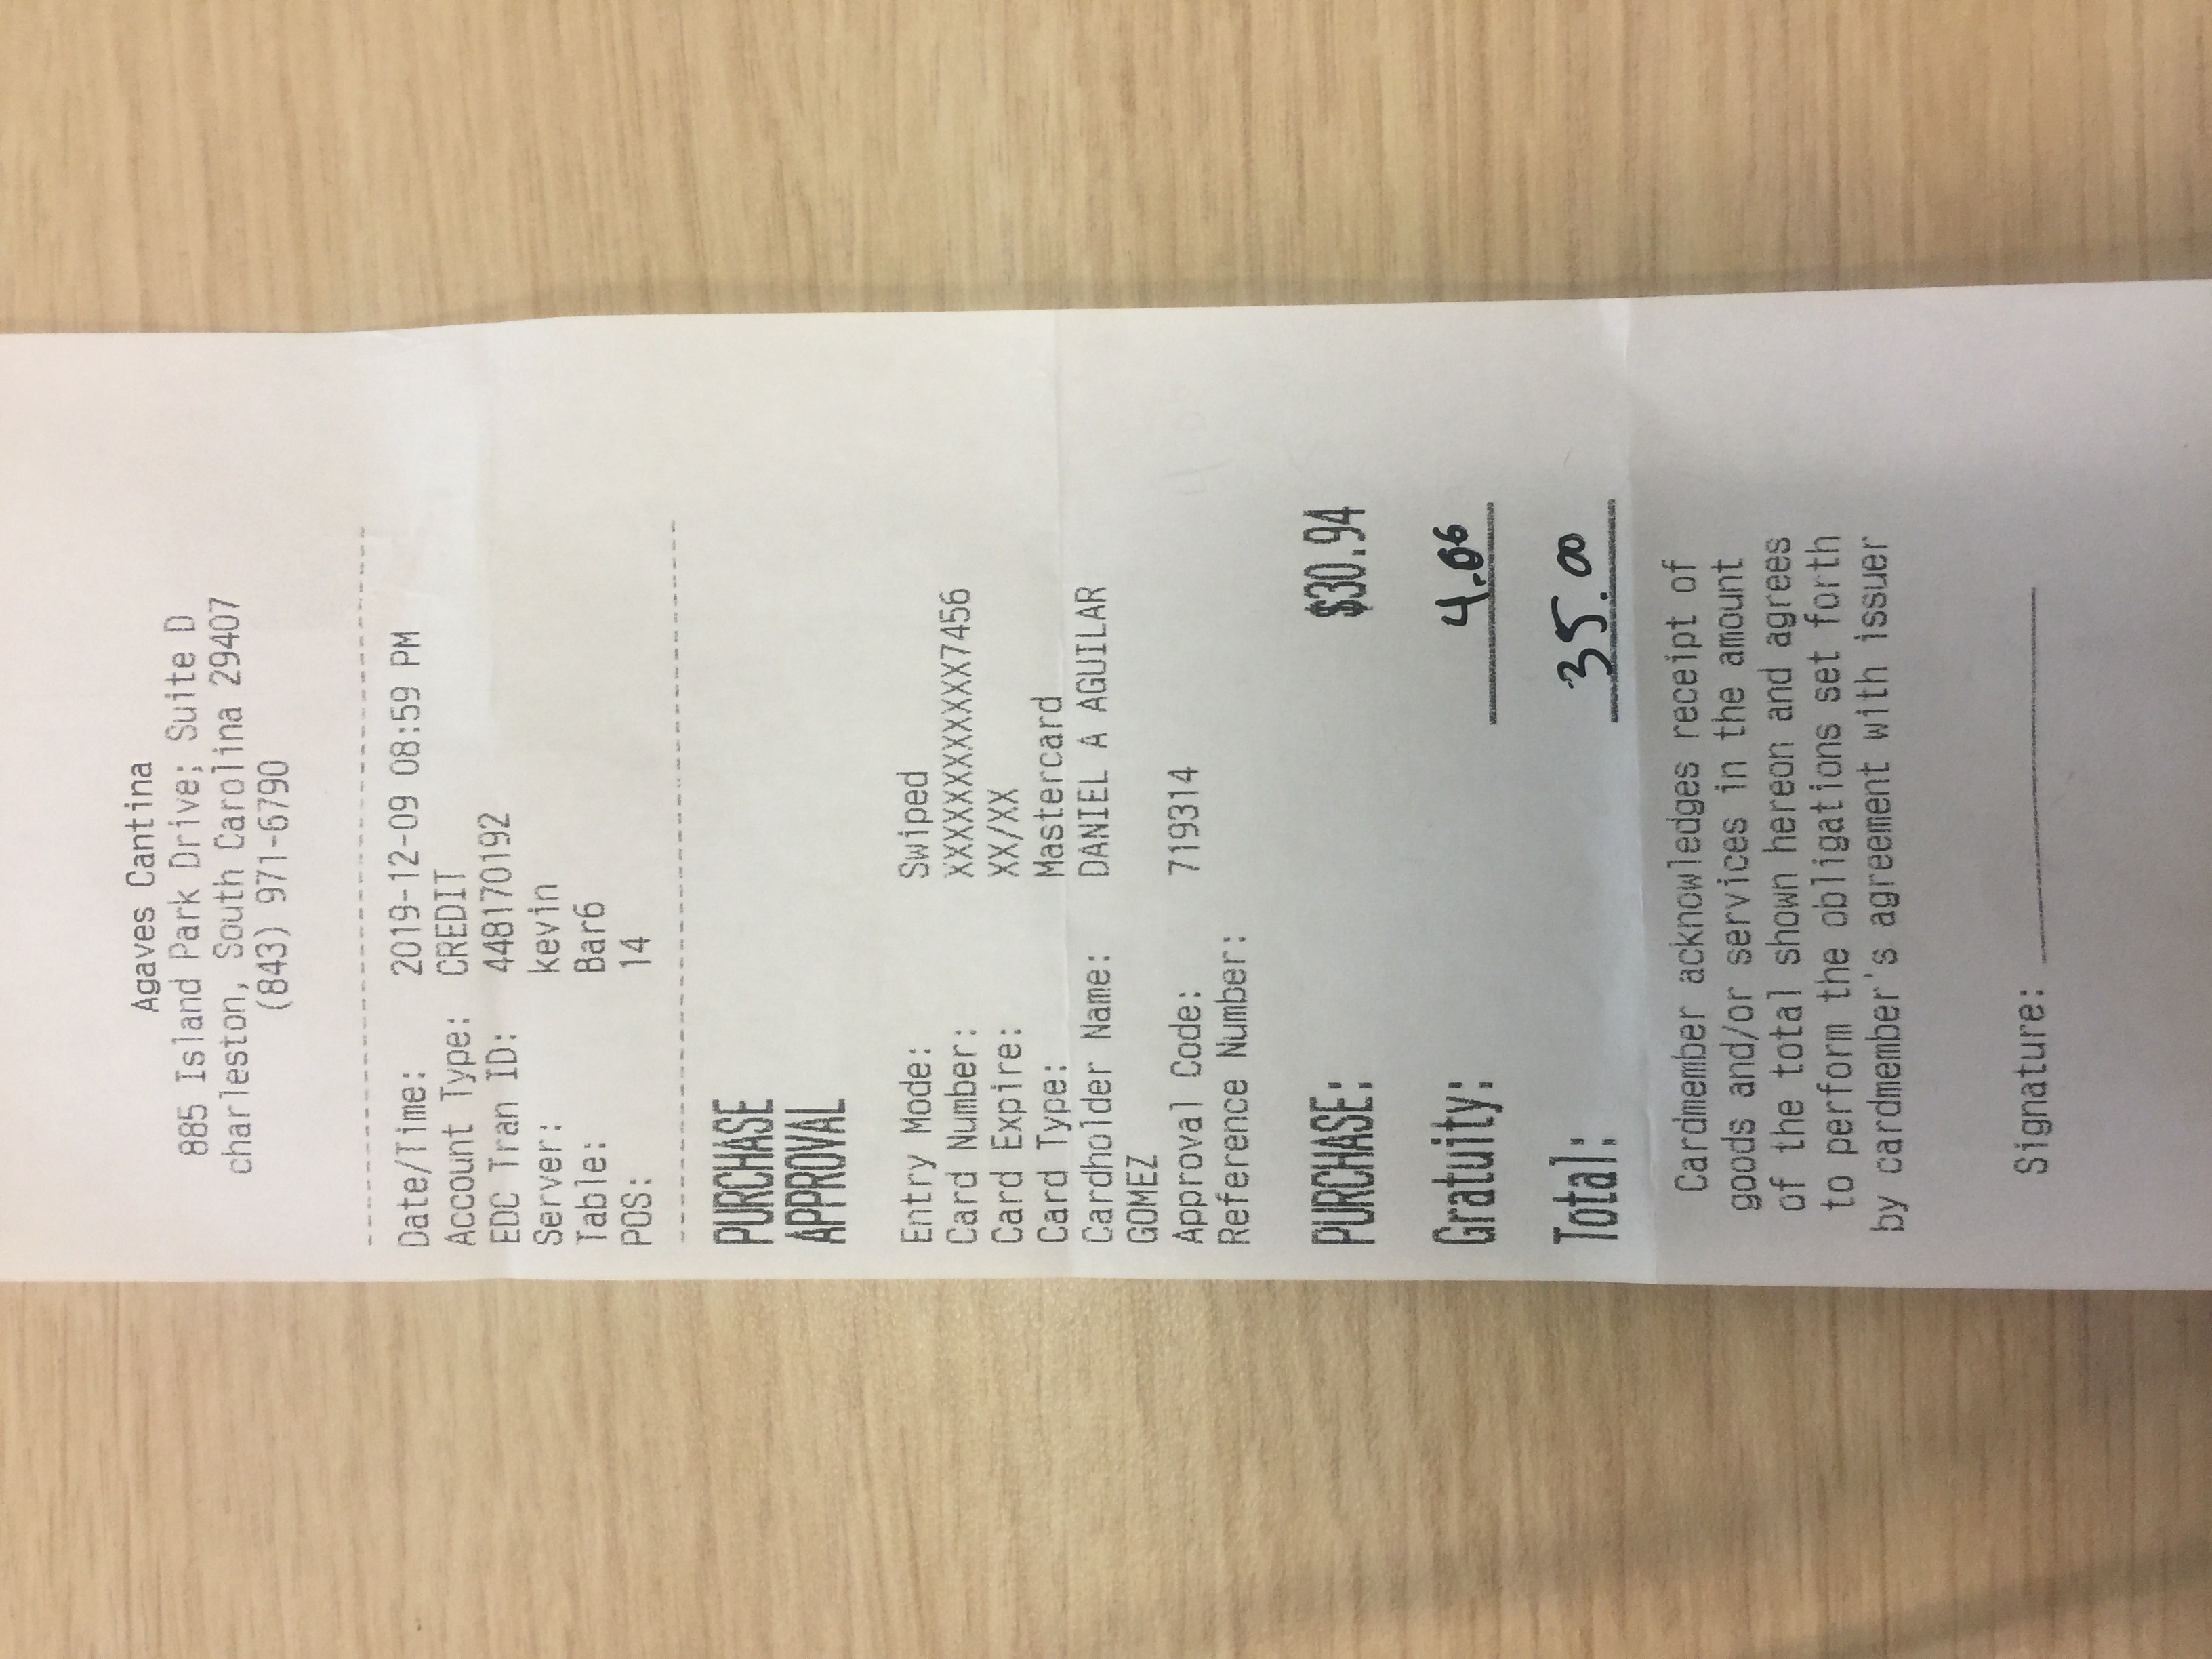 Agaves Cantina
885 Island Park Drive; Suite D
charleston, South Carolina 29407
(843) 971-6790
Date/Time: 2019-12-09 08:59 PM
Account Type: CREDIT
EDC Tran ID: 448170192
Server: kevin
Table: Bar6
POS: 14
PURCHASE
APPROVAL
Entry Mode: Swiped
Card Number: XXXXXXXXXXXX7456
Card Expire: XX/XX
Card Type: Mastercard
Cardholder Name: DANIEL A AGUILAR
GOMEZ
Approval Code: 719314
Reference Number:
PURCHASE: $30.94
Gratuity: 4.06
Total: 35.00
Cardmember acknowledges receipt of
goods and/or services in the amount
of the total shown hereon and agrees
to perform the obligations set forth
by cardmember's agreement with issuer
Signature: